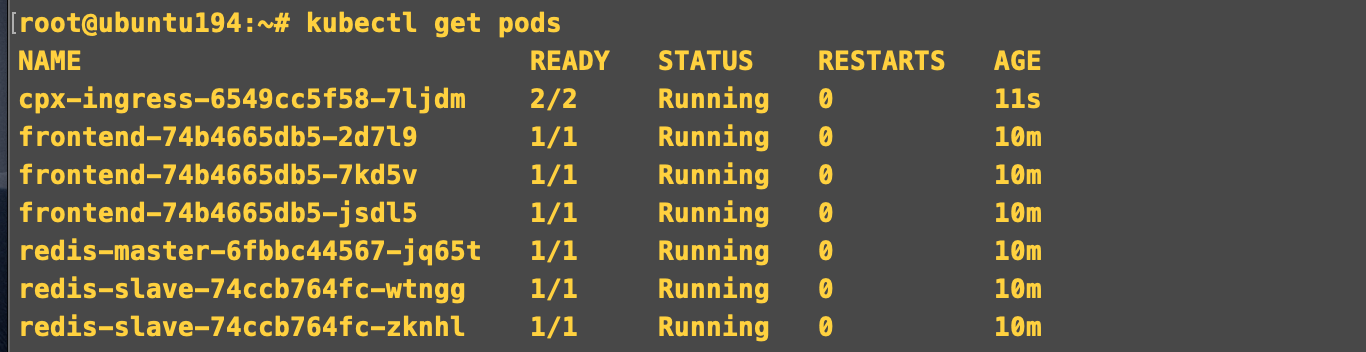 [root@ubuntu194:~# kubectl get pods
NAME READY STATUS RESTARTS AGE
cpx-ingress-6549cc5f58-7ljdm 2/2 Running 0 11s
frontend-74b4665db5-2d7l9 1/1 Running 0 10m
frontend-74b4665db5-7kd5v 1/1 Running 0 10m
frontend-74b4665db5-jsdl5 1/1 Running 0 10m
redis-master-6fbbc44567-jq65t 1/1 Running 0 10m
redis-slave-74ccb764fc-wtngg 1/1 Running 0 10m
redis-slave-74ccb764fc-zknhl 1/1 Running 0 10m